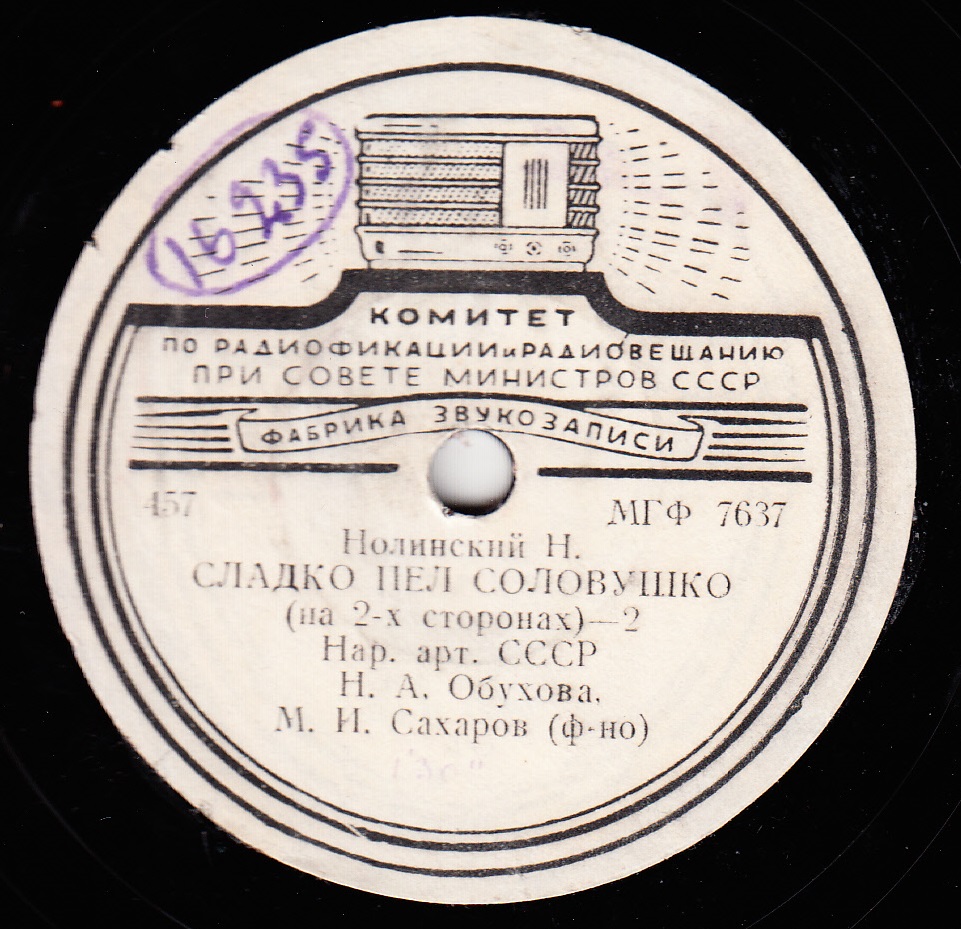 16235
КОМИТЕТ
ПО РАДИОФИКАЦИИ и РАДИОВЕЩАНИЮ
ПРИ СОВЕТЕ МИНИСТРОВ СССР
ФАБРИКА ЗВУКОЗАПИСИ
457 МГФ 7637
Нолинский Н.
СЛАДКО ПЕЛ СОЛОВУШКО
(на 2-х сторонах)—2
Нар. арт. СССР
Н. А. Обухова,
М. И. Сахаров (ф-но)